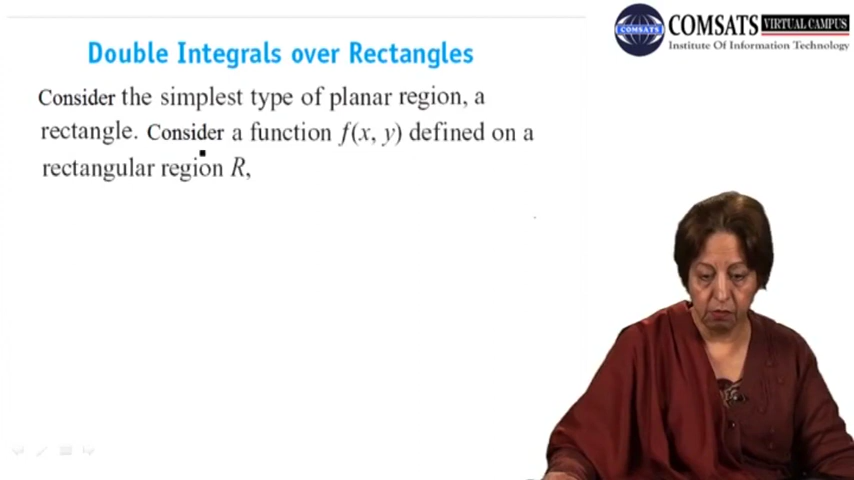 COMSATS VIRTUAL CAMPUS
Institute Of Information Technology
COMSATS
Double Integrals over Rectangles
Consider the simplest type of planar region, a
rectangle. Consider a function f(x, y) defined on a
rectangular region R,